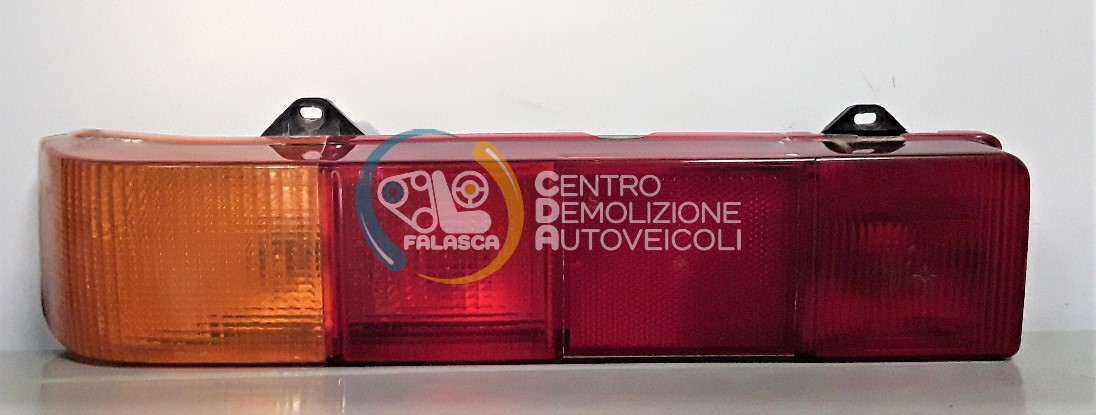 FALASCA
CENTRO
DEMOLIZIONE
AUTOVEICOLI